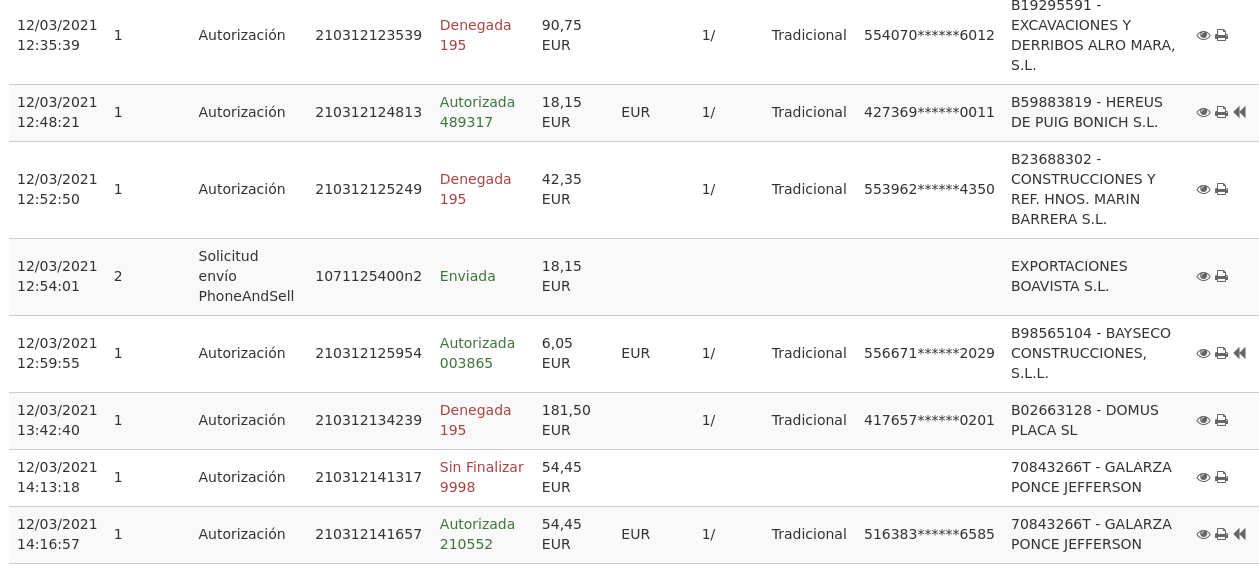 12/03/2021 12:35:39 1 Autorización 210312123539 Denegada 195 90,75 EUR 1/ Tradicional 554070******6012 B19295591 - EXCAVACIONES Y DERRIBOS ALRO MARA, S.L.
12/03/2021 12:48:21 1 Autorización 210312124813 Autorizada 489317 18,15 EUR EUR 1/ Tradicional 427369******0011 B59883819 - HEREUS DE PUIG BONICH S.L.
12/03/2021 12:52:50 1 Autorización 210312125249 Denegada 195 42,35 EUR 1/ Tradicional 553962******4350 B23688302 - CONSTRUCCIONES Y REF. HNOS. MARIN BARRERA S.L.
12/03/2021 12:54:01 2 Solicitud envío PhoneAndSell 1071125400n2 Enviada 18,15 EUR EXPORTACIONES BOAVISTA S.L.
12/03/2021 12:59:55 1 Autorización 210312125954 Autorizada 003865 6,05 EUR EUR 1/ Tradicional 556671******2029 B98565104 - BAYSECO CONSTRUCCIONES, S.L.L.
12/03/2021 13:42:40 1 Autorización 210312134239 Denegada 195 181,50 EUR 1/ Tradicional 417657******0201 B02663128 - DOMUS PLACA SL
12/03/2021 14:13:18 1 Autorización 210312141317 Sin Finalizar 9998 54,45 EUR 70843266T - GALARZA PONCE JEFFERSON
12/03/2021 14:16:57 1 Autorización 210312141657 Autorizada 210552 54,45 EUR EUR 1/ Tradicional 516383******6585 70843266T - GALARZA PONCE JEFFERSON